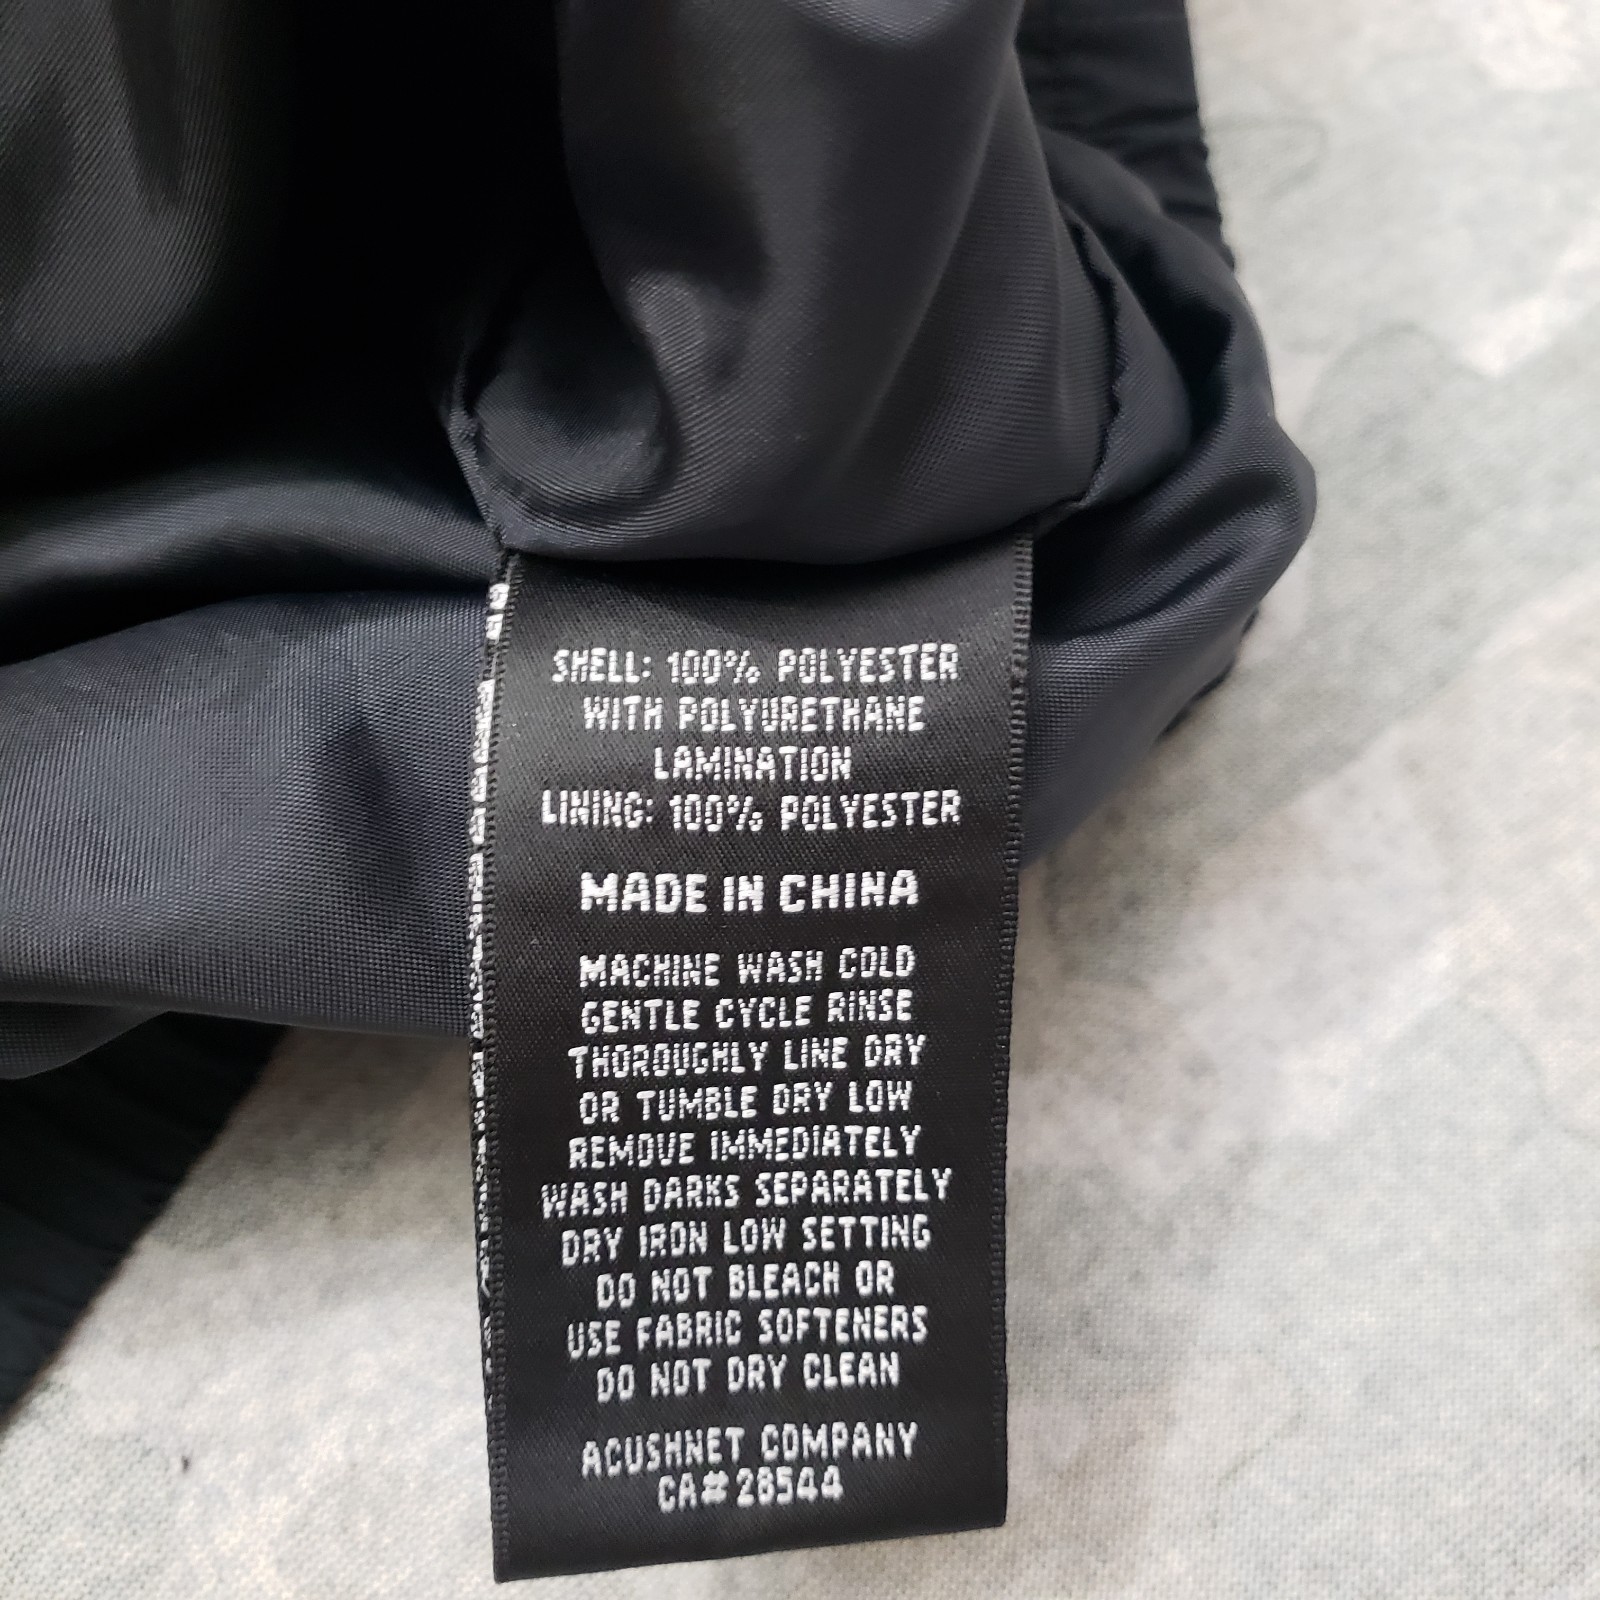 SHELL: 100% POLYESTER
WITH POLYURETHANE
LAMINATION
LINING: 100% POLYESTER
MADE IN CHINA
MACHINE WASH COLD
GENTLE CYCLE RINSE
THOROUGHLY LINE DRY
OR TUMBLE DRY LOW
REMOVE IMMEDIATELY
WASH DARKS SEPARATELY
DRY IRON LOW SETTING
DO NOT BLEACH OR
USE FABRIC SOFTENERS
DO NOT DRY CLEAN
ACUSHNET COMPANY
CA# 28544